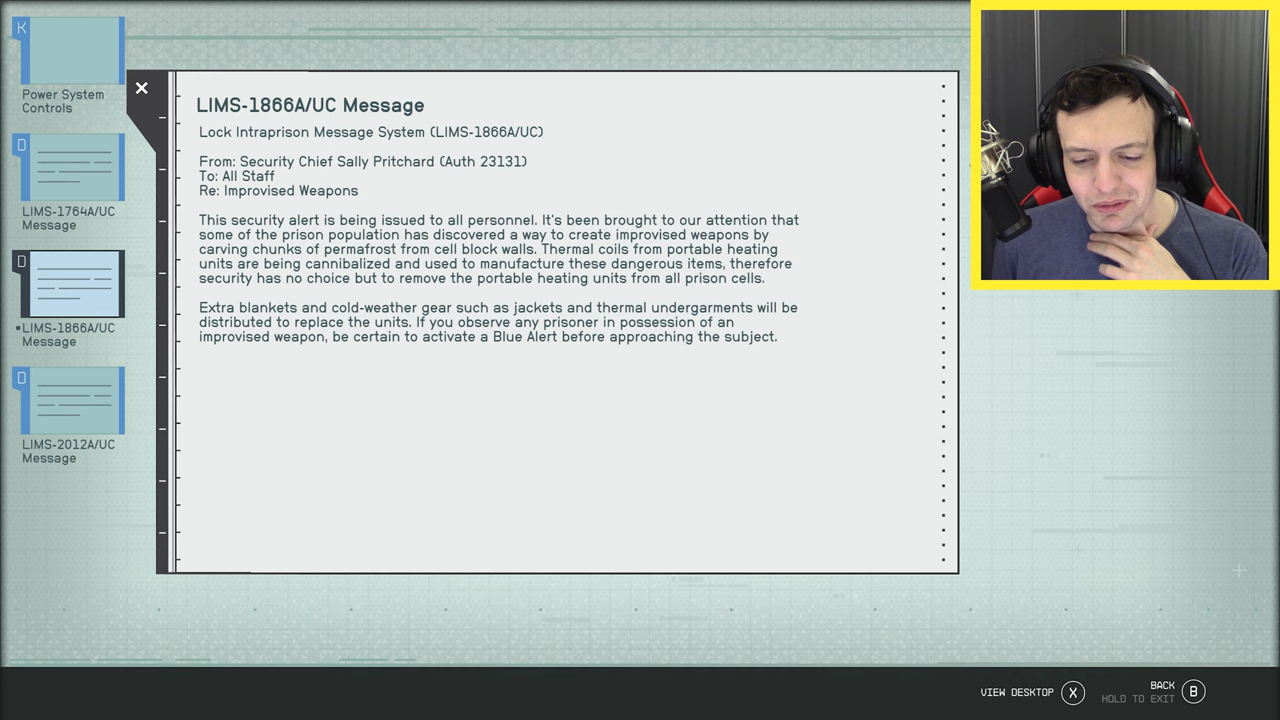 K
Power System
Controls
D
LIMS-1764A/UC
Message
D
LIMS-1866A/UC
Message
D
LIMS-2012A/UC
Message
LIMS-1866A/UC Message
Lock Intraprison Message System (LIMS-1866A/UC)
From: Security Chief Sally Pritchard (Auth 23131)
To: All Staff
Re: Improvised Weapons
This security alert is being issued to all personnel. It's been brought to our attention that
some of the prison population has discovered a way to create improvised weapons by
carving chunks of permafrost from cell block walls. Thermal coils from portable heating
units are being cannibalized and used to manufacture these dangerous items, therefore
security has no choice but to remove the portable heating units from all prison cells.
Extra blankets and cold-weather gear such as jackets and thermal undergarments will be
distributed to replace the units. If you observe any prisoner in possession of an
improvised weapon, be certain to activate a Blue Alert before approaching the subject.
VIEW DESKTOP X
BACK B
HOLD TO EXIT